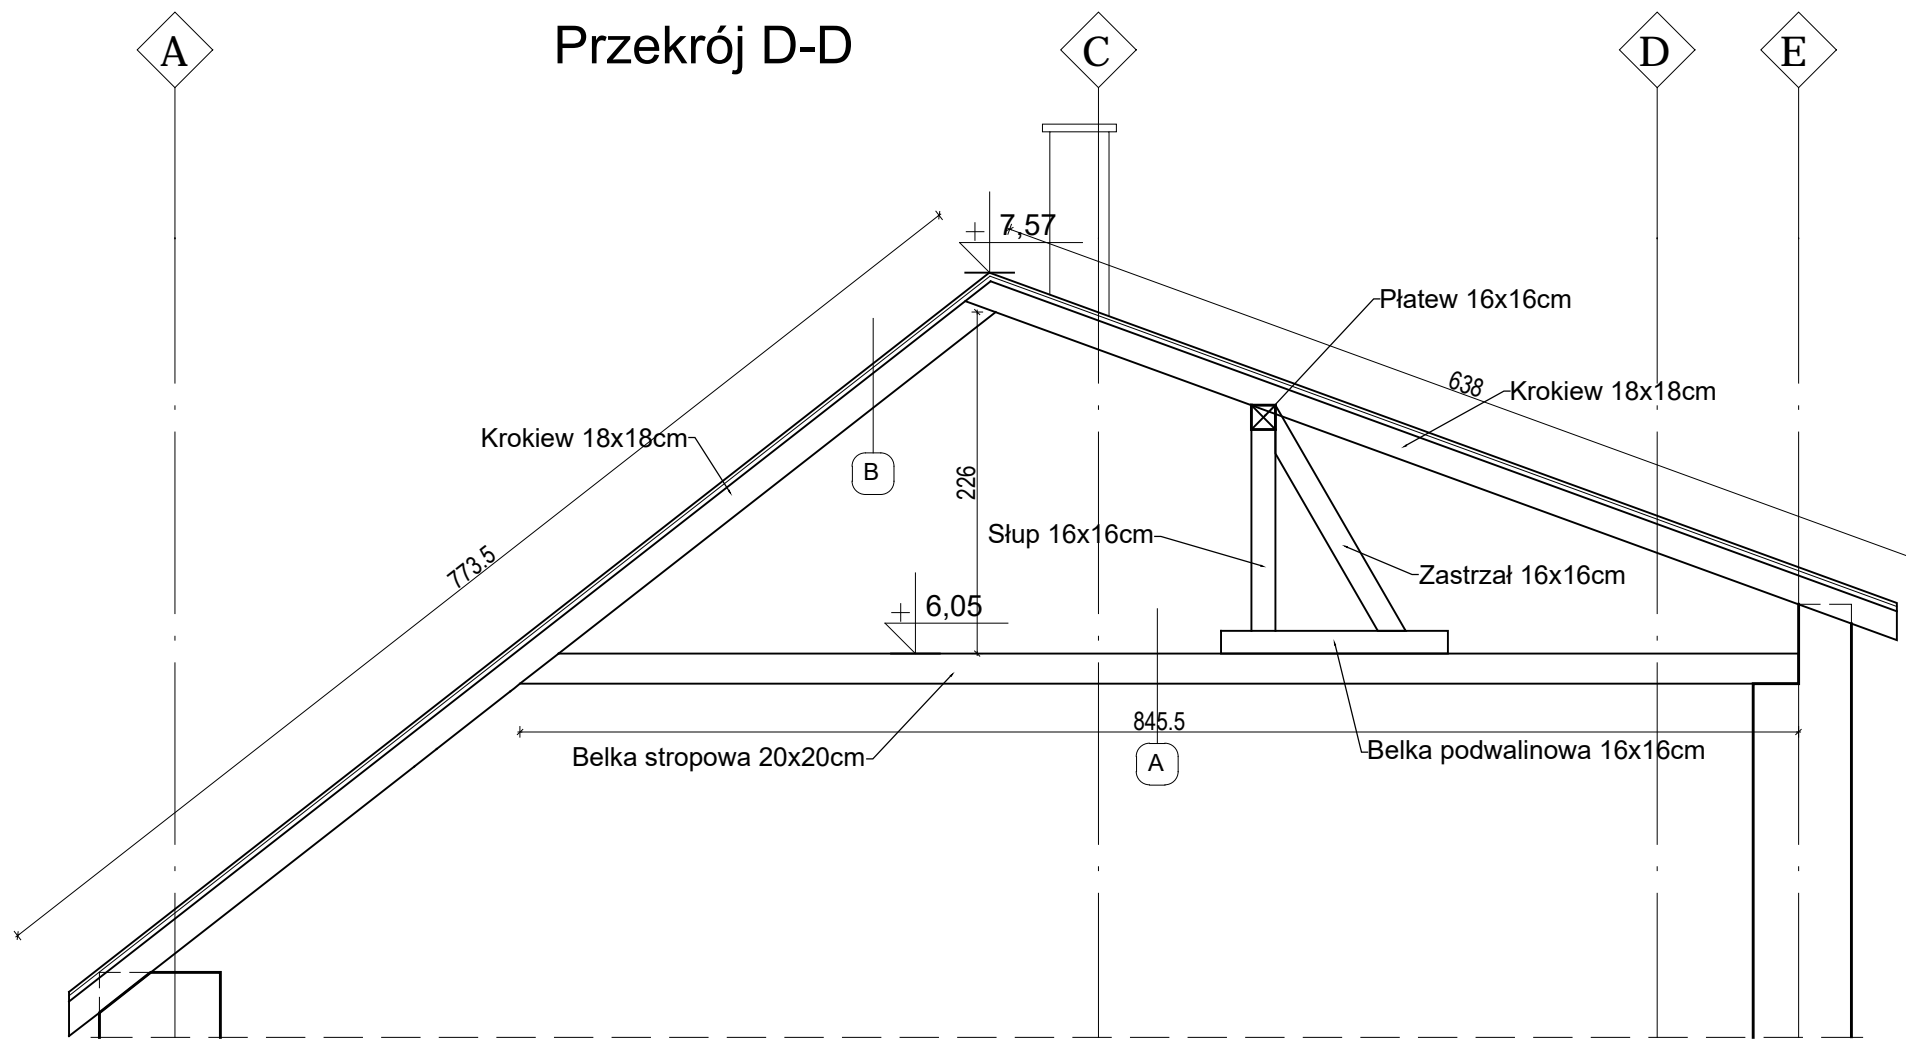 Przekrój D-D
A
C
D
E
+ 7,57
Płatew 16x16cm
638
Krokiew 18x18cm
Krokiew 18x18cm
B
226
Słup 16x16cm
773.5
Zastrzał 16x16cm
+ 6,05
845.5
Belka stropowa 20x20cm
A
Belka podwalinowa 16x16cm